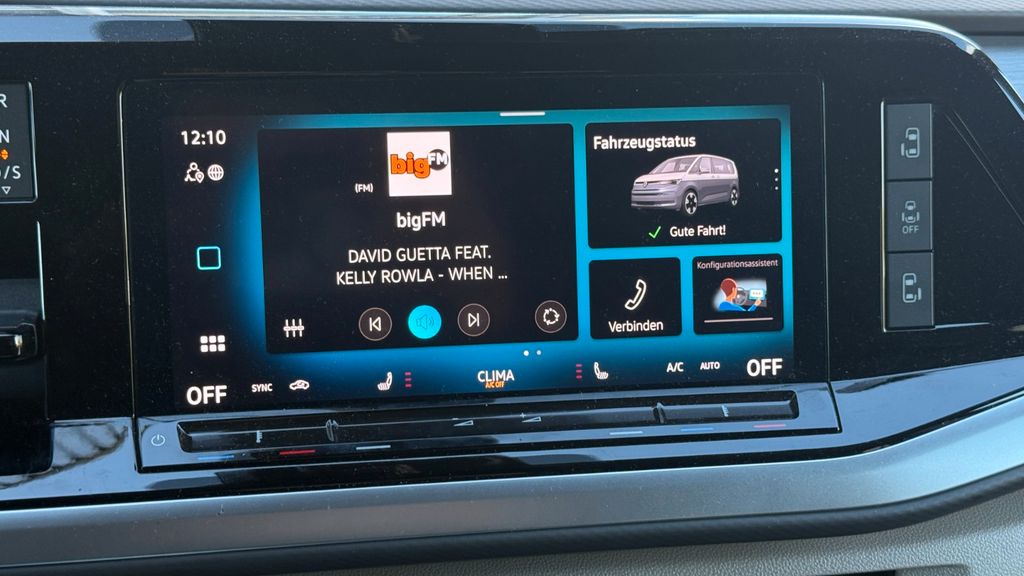 R
N
D/S
12:10
bigFM
(FM)
bigFM
DAVID GUETTA FEAT.
KELLY ROWLA - WHEN ...
Fahrzeugstatus
Gute Fahrt!
Verbinden
Konfigurationsassistent
OFF
OFF
SYNC
CLIMA
A/C OFF
A/C
AUTO
OFF